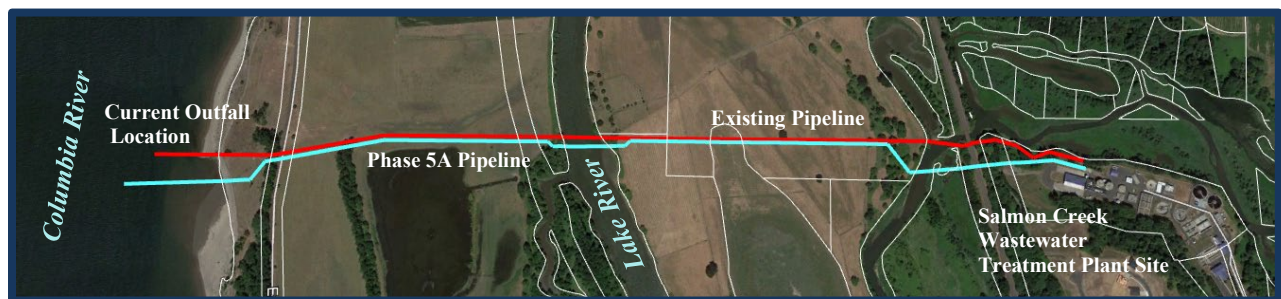 Columbia River
Current Outfall
Location
Phase 5A Pipeline
Lake River
Existing Pipeline
Salmon Creek
Wastewater
Treatment Plant Site
E